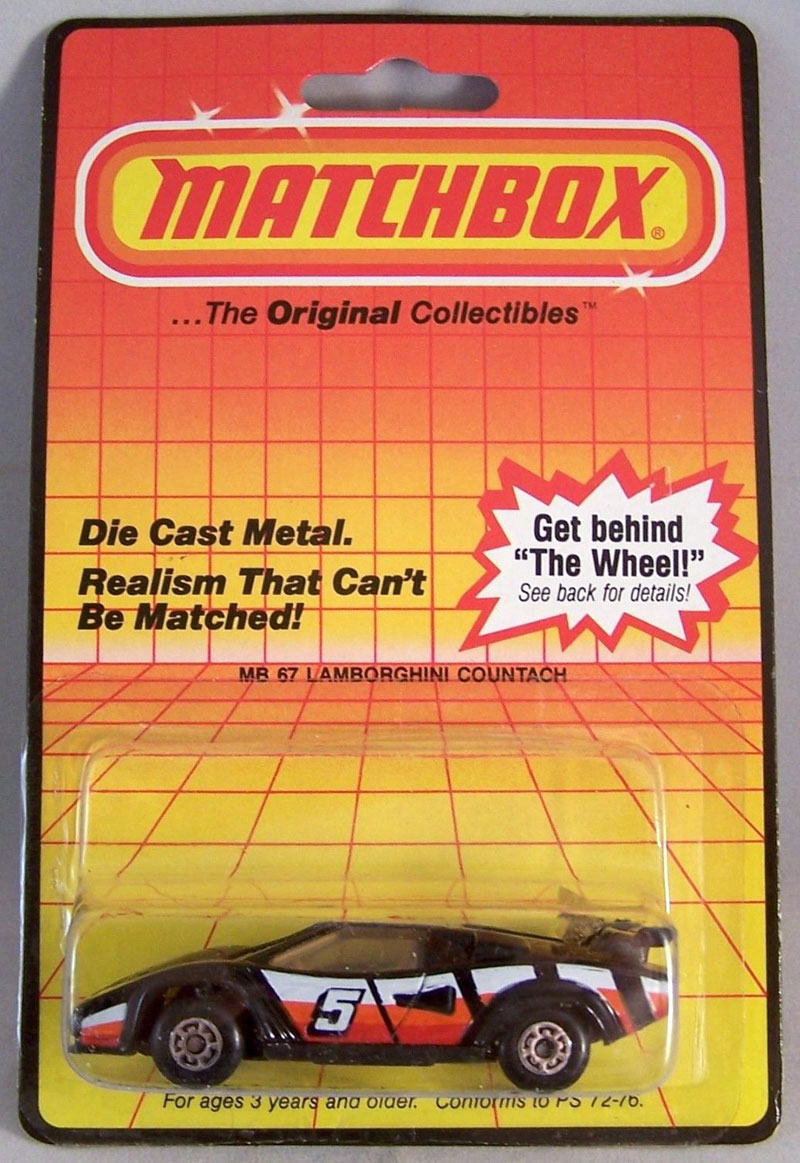 MATCHBOX®
...The Original Collectibles™
Die Cast Metal.
Realism That Can't
Be Matched!
Get behind
"The Wheel!"
See back for details!
MB 67 LAMBORGHINI COUNTACH
5
For ages 3 years and older. Conforms to PS 72-76.